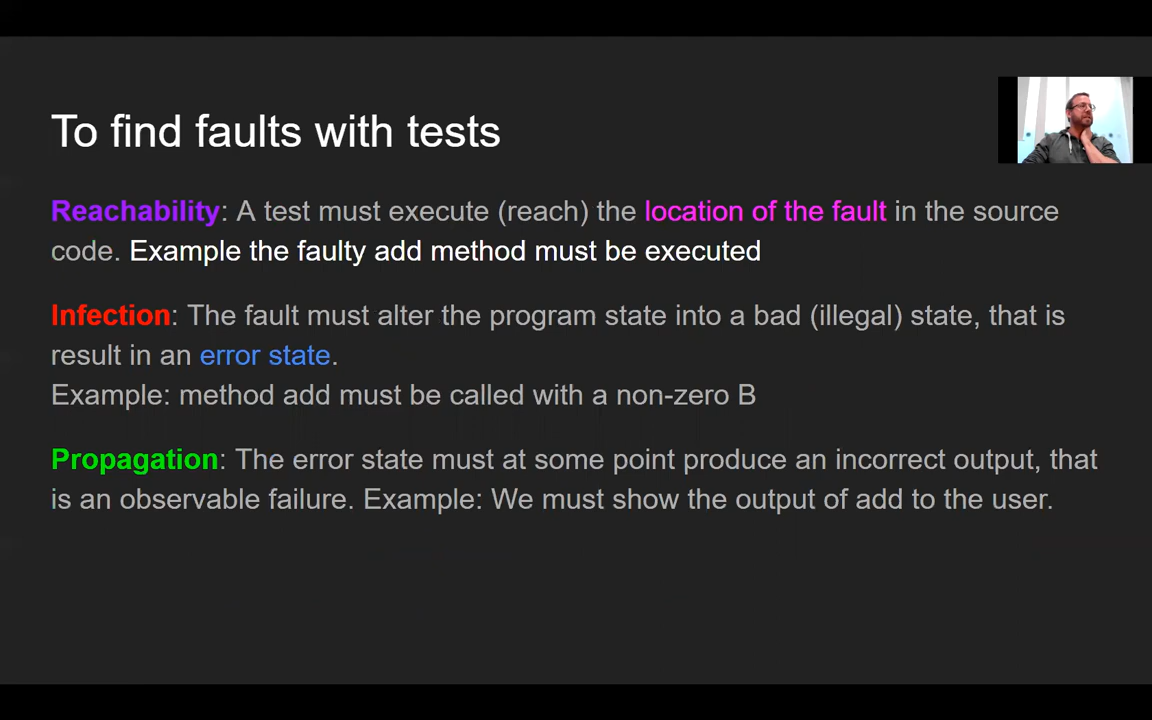 To find faults with tests
Reachability: A test must execute (reach) the location of the fault in the source
code. Example the faulty add method must be executed
Infection: The fault must alter the program state into a bad (illegal) state, that is
result in an error state.
Example: method add must be called with a non-zero B
Propagation: The error state must at some point produce an incorrect output, that
is an observable failure. Example: We must show the output of add to the user.